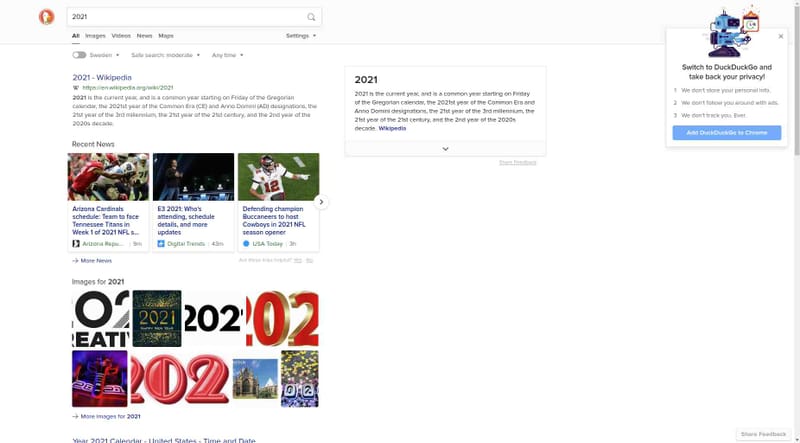 2021
All Images Videos News Maps Settings
Sweden Safe search: moderate Any time
2021 - Wikipedia
https://en.wikipedia.org/wiki/2021
2021 is the current year, and is a common year starting on Friday
of the Gregorian calendar, the 2021st year of the Common Era (CE) and Anno Domini (AD) designations, the
21st year of the 3rd millennium, the 21st year of the 21st century, and the 2nd year of the
2020s decade.
Recent News
Arizona Cardinals
schedule: Team to face
Tennessee Titans in
Week 1 of 2021 NFL s...
Arizona Repu... 9m
E3 2021: Who's
attending, schedule
details, and more
updates
Digital Trends 43m
Defending champion
Buccaneers to host
Cowboys in 2021 NFL
season opener
USA Today 3h
More News
Are these links helpful? Yes No
Images for 2021
2021
HAPPY NEW YEAR
202
202
202
More Images for 2021
Year 2021 Calendar - United States - Time and Date
2021
2021 is the current year, and is a common year starting on Friday
of the Gregorian calendar, the 2021st year of the Common Era and
Anno Domini designations, the 21st year of the 3rd millennium, the
21st year of the 21st century, and the 2nd year of the 2020s
decade. Wikipedia
Share Feedback
Switch to DuckDuckGo and
take back your privacy!
1 We don't store your personal info.
2 We don't follow you around with ads.
3 We don't track you. Ever.
Add DuckDuckGo to Chrome
Share Feedback